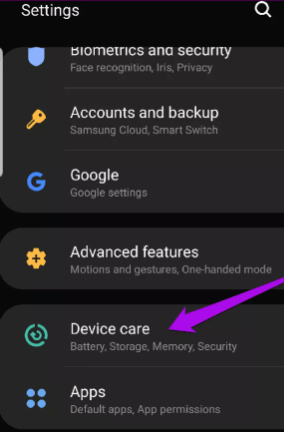 Settings
Biometrics and security
Face recognition, Iris, Privacy
Accounts and backup
Samsung Cloud, Smart Switch
Google
Google settings
Advanced features
Motions and gestures, One-handed mode
Device care
Battery, Storage, Memory, Security
Apps
Default apps, App permissions